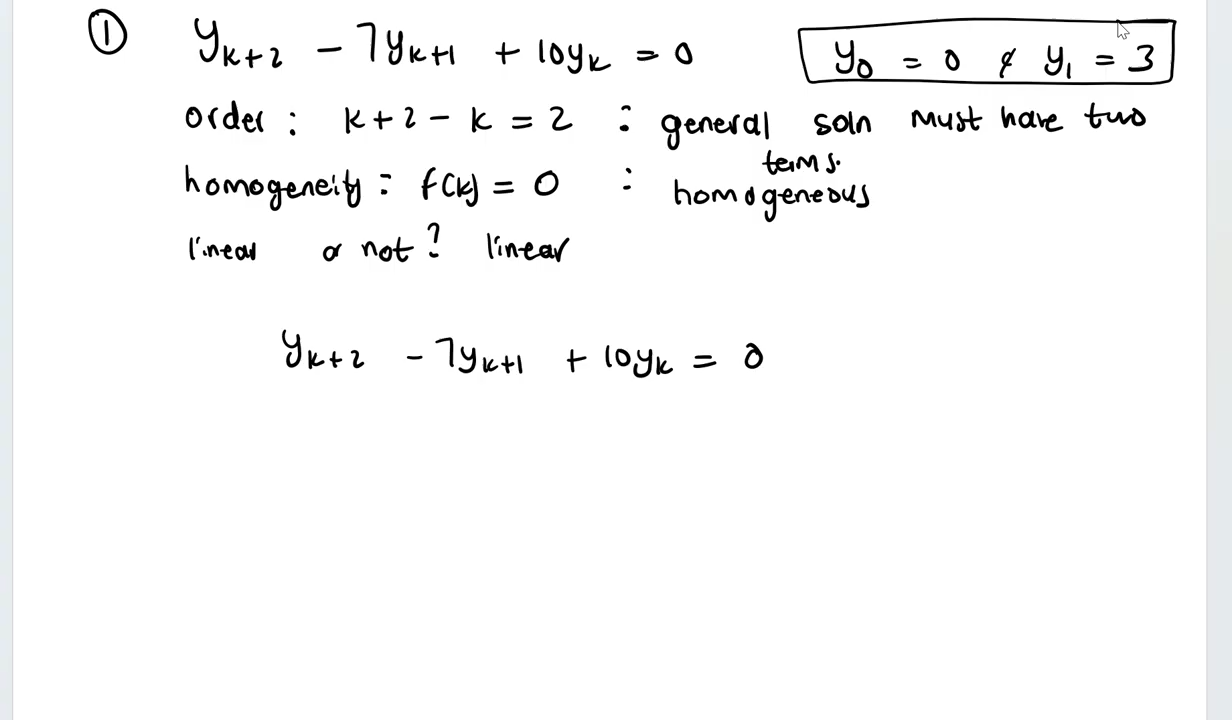 ① y_{k+2} - 7y_{k+1} + 10y_k = 0 y_0 = 0 & y_1 = 3
order : k+2 - k = 2 : general soln must have two terms.
homogeneity : f(k) = 0 : homogeneous
linear or not? linear
y_{k+2} - 7y_{k+1} + 10y_k = 0